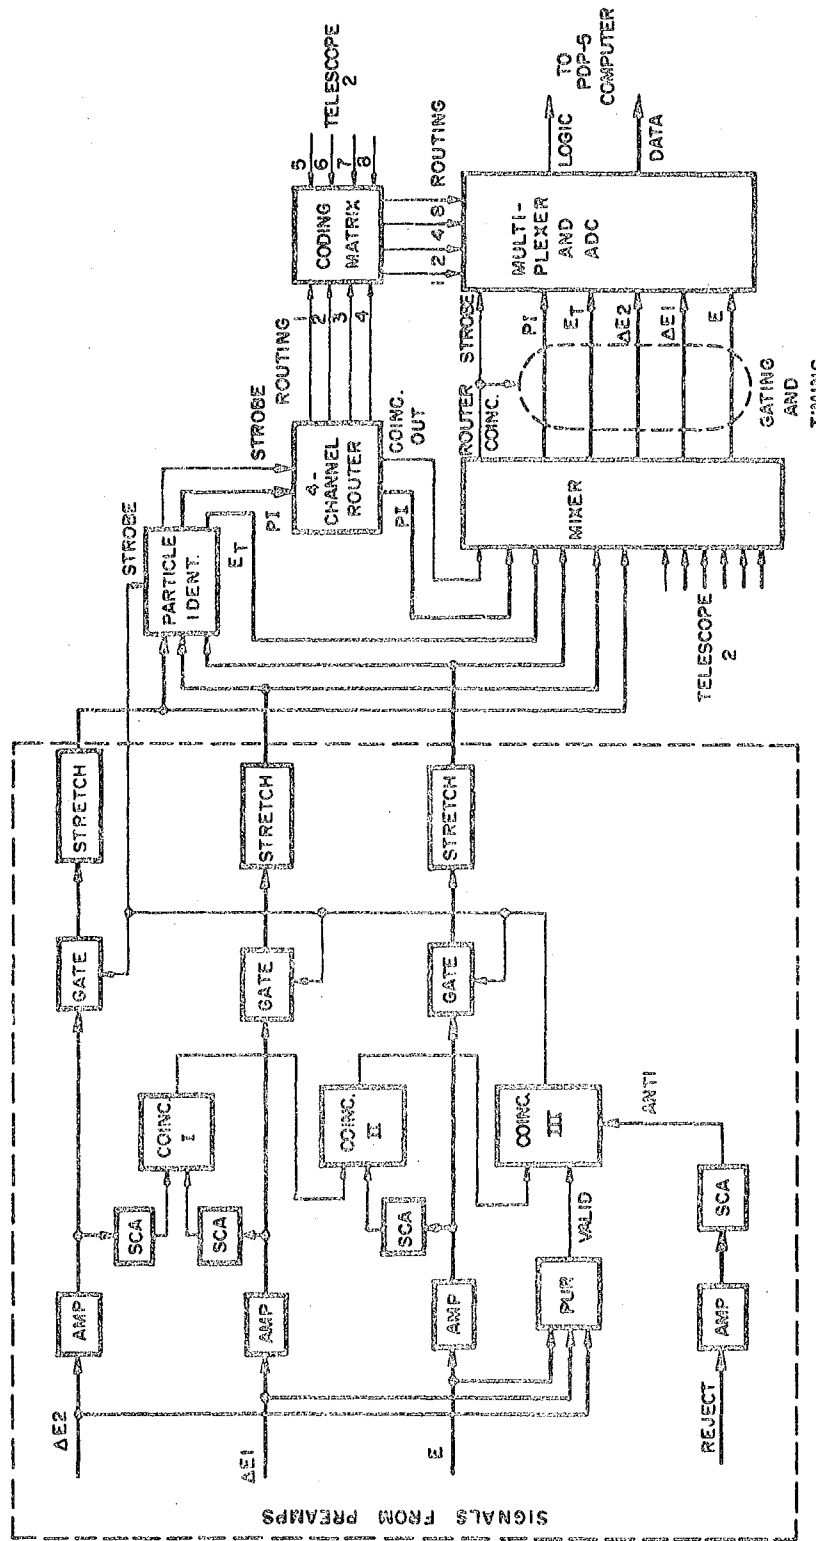 SIGNALS FROM PREAMPS
ΔE2
ΔE1
E
REJECT
AMP
AMP
AMP
AMP
SCA
SCA
SCA
SCA
PUR
VALID
ANTI
COINC.
I
COINC.
II
COINC.
III
GATE
GATE
GATE
STRETCH
STRETCH
STRETCH
STROBE
PARTICLE
IDENT.
E_T
PI
STROBE
4-
CHANNEL
ROUTER
PI
COINC.
OUT
ROUTING
1
2
3
4
CODING
MATRIX
5
6
7
8
TELESCOPE
2
1 2 4 8 ROUTING
TELESCOPE
2
MIXER
ROUTER
COINC.
STROBE
PI
E_T
ΔE2
ΔE1
E
GATING
AND
MULTI-
PLEXER
AND
ADC
LOGIC
DATA
TO
PDP-5
COMPUTER